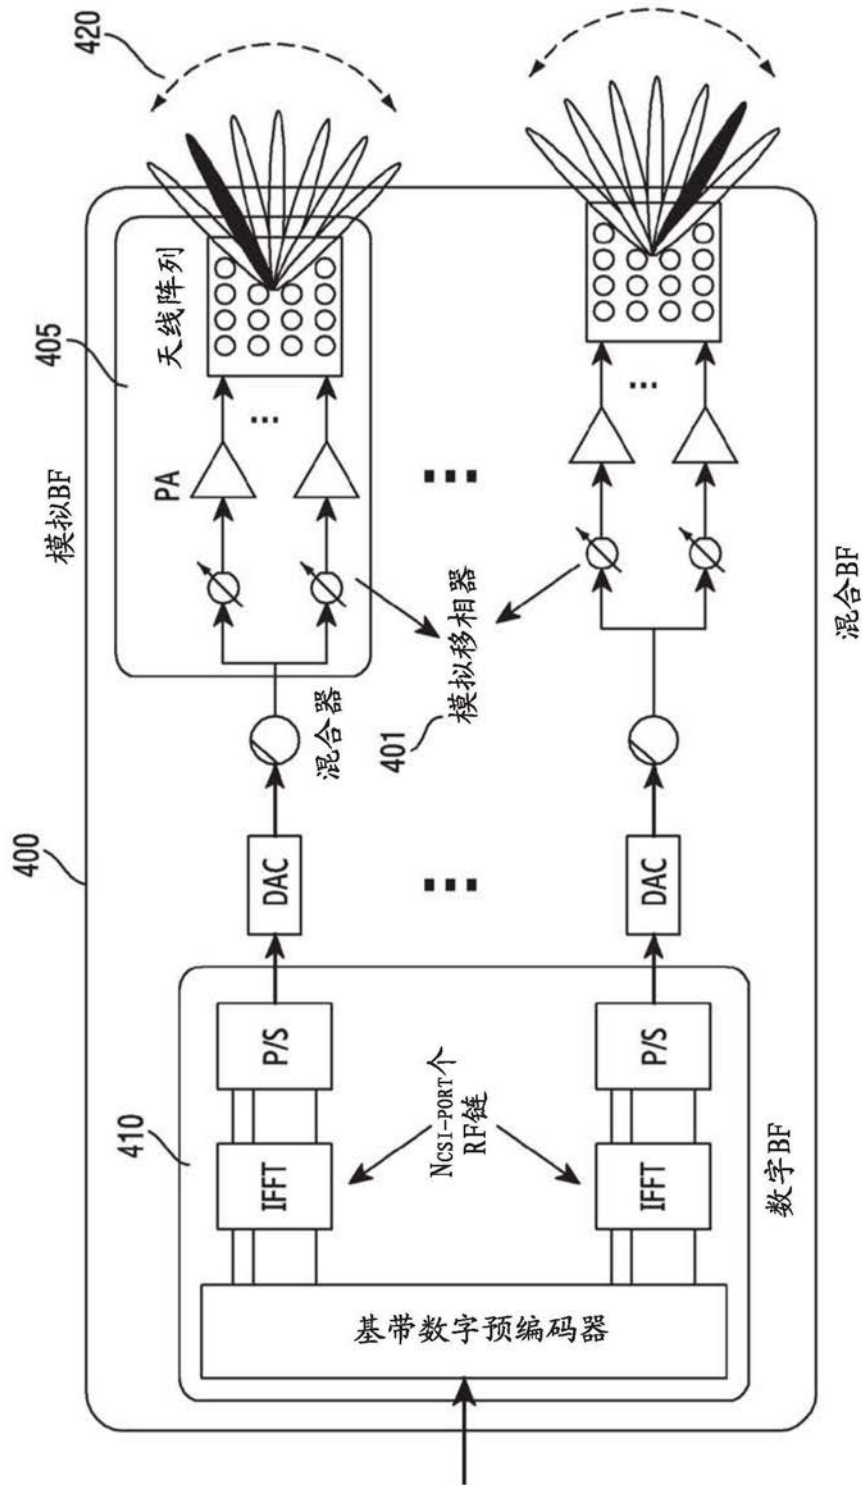 400
模拟BF
405
420
410
基带数字预编码器
IFFT
P/S
DAC
混合器
PA
天线阵列
NCSI-PORT个
RF链
401
模拟移相器
IFFT
P/S
DAC
数字BF
混合BF